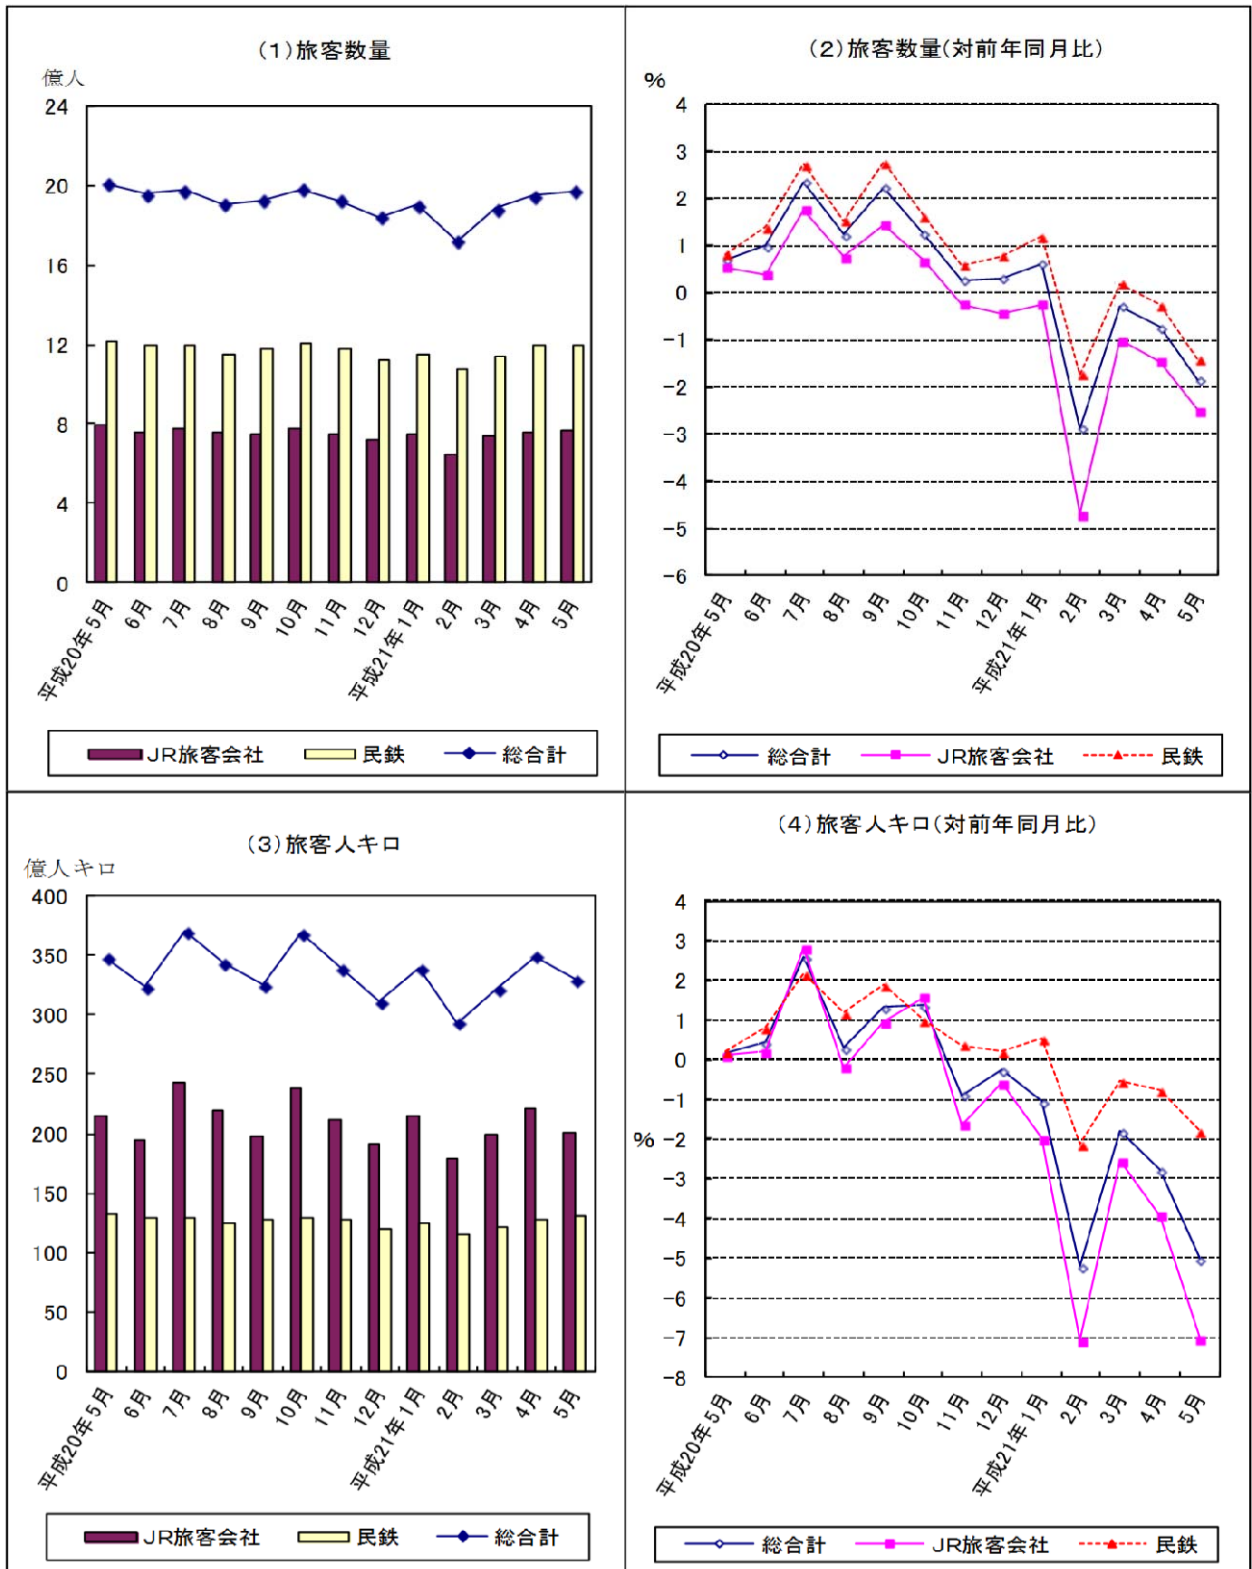 (1)旅客数量
億人
24
20
16
12
8
4
0
平成20年5月
6月
7月
8月
9月
10月
11月
12月
平成21年1月
2月
3月
4月
5月
JR旅客会社 民鉄 総合計
(2)旅客数量(対前年同月比)
%
4
3
2
1
0
-1
-2
-3
-4
-5
-6
平成20年5月
6月
7月
8月
9月
10月
11月
12月
平成21年1月
2月
3月
4月
5月
総合計 JR旅客会社 民鉄
(3)旅客人キロ
億人キロ
400
350
300
250
200
150
100
50
0
平成20年5月
6月
7月
8月
9月
10月
11月
12月
平成21年1月
2月
3月
4月
5月
JR旅客会社 民鉄 総合計
(4)旅客人キロ(対前年同月比)
4
3
2
1
0
-1
% -2
-3
-4
-5
-6
-7
-8
平成20年5月
6月
7月
8月
9月
10月
11月
12月
平成21年1月
2月
3月
4月
5月
総合計 JR旅客会社 民鉄